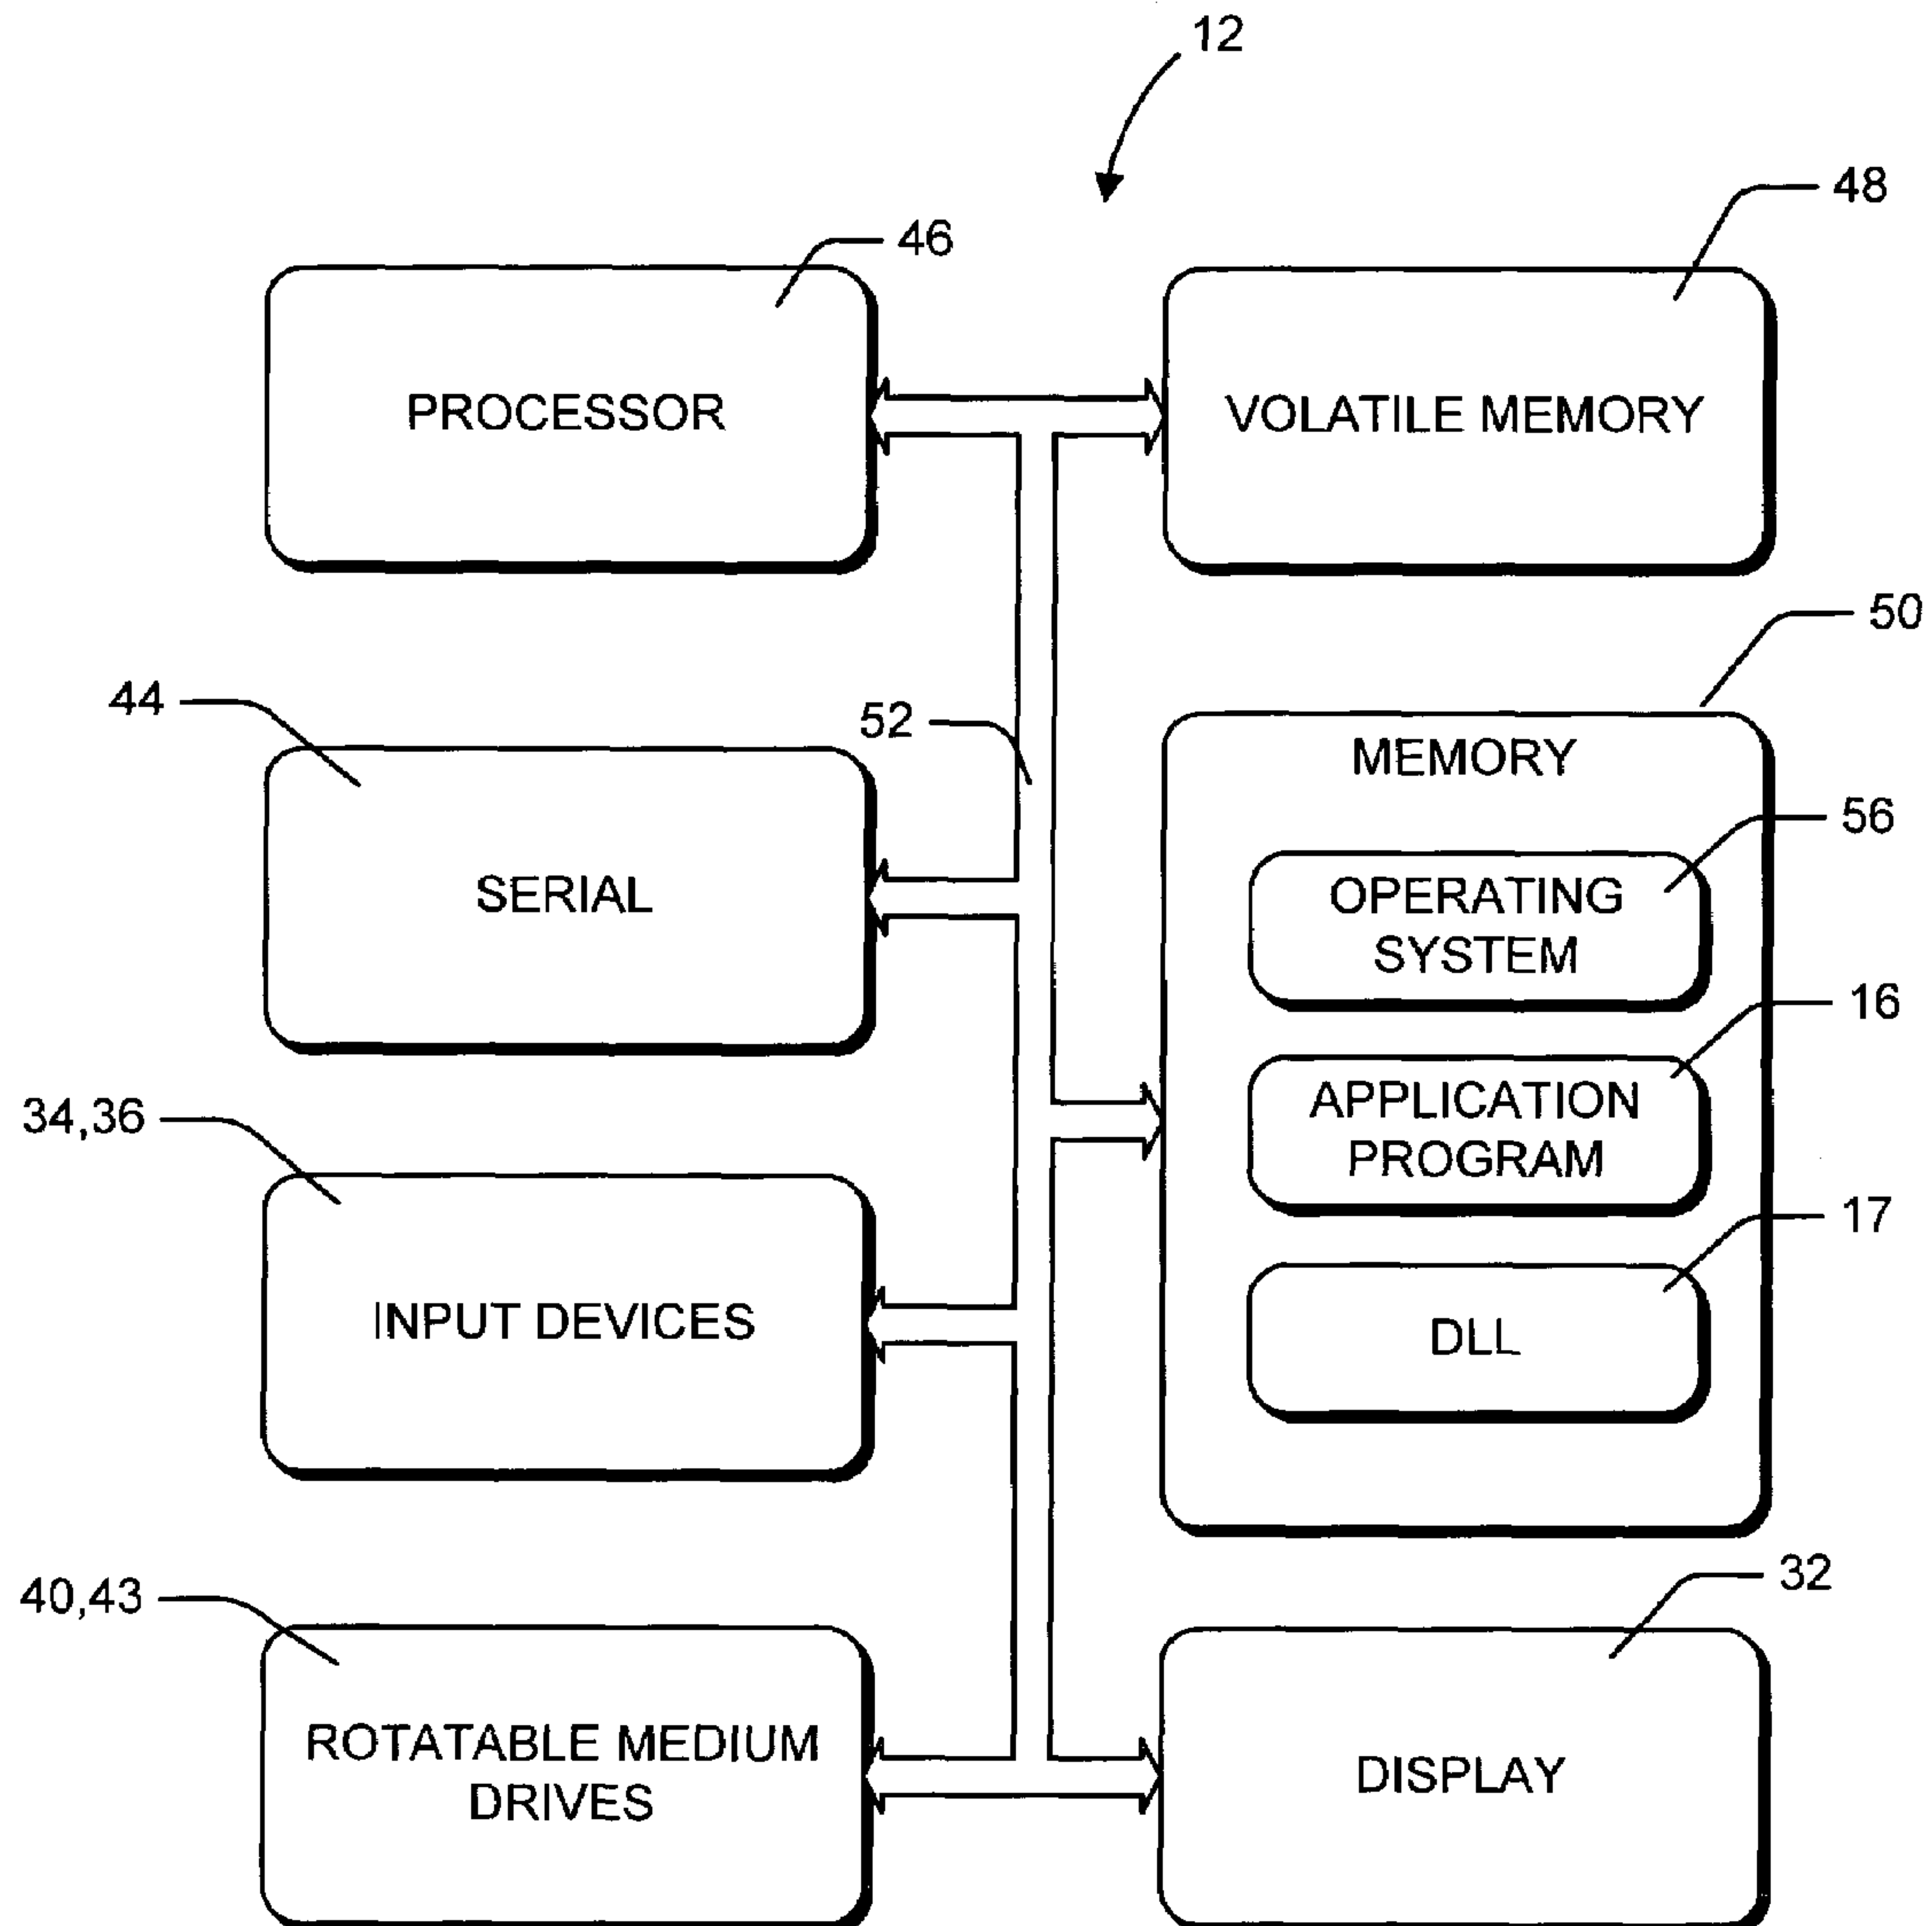 12
48
46
PROCESSOR
VOLATILE MEMORY
50
44
52
MEMORY
56
SERIAL
OPERATING
SYSTEM
16
34,36
APPLICATION
PROGRAM
17
INPUT DEVICES
DLL
40,43
32
ROTATABLE MEDIUM
DRIVES
DISPLAY